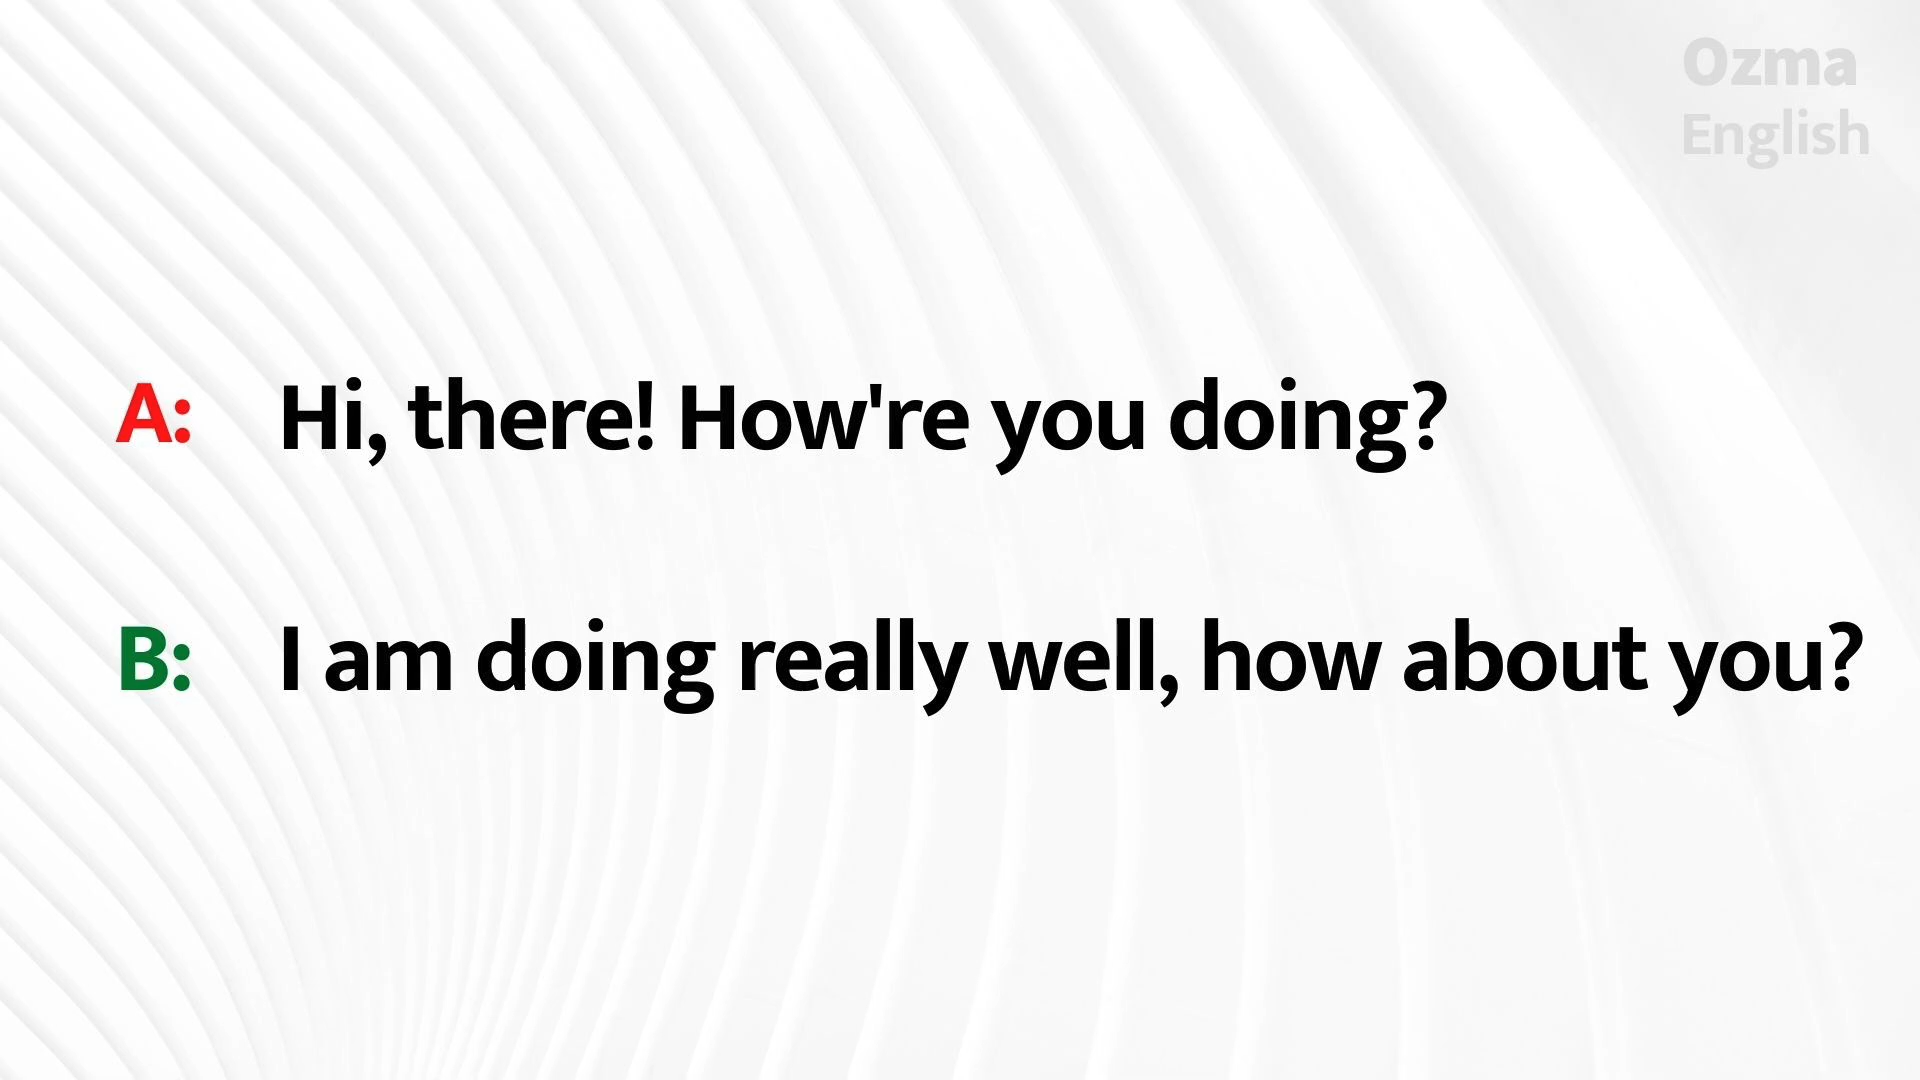 Ozma
English
A: Hi, there! How're you doing?
B: I am doing really well, how about you?